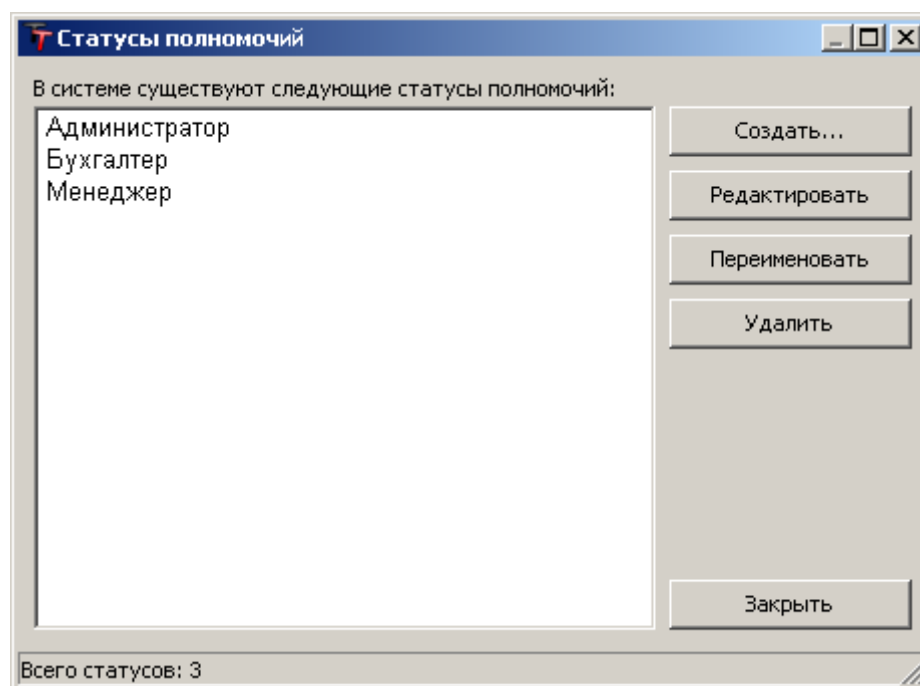 Статусы полномочий
В системе существуют следующие статусы полномочий:
Администратор
Бухгалтер
Менеджер
Создать...
Редактировать
Переименовать
Удалить
Закрыть
Всего статусов: 3